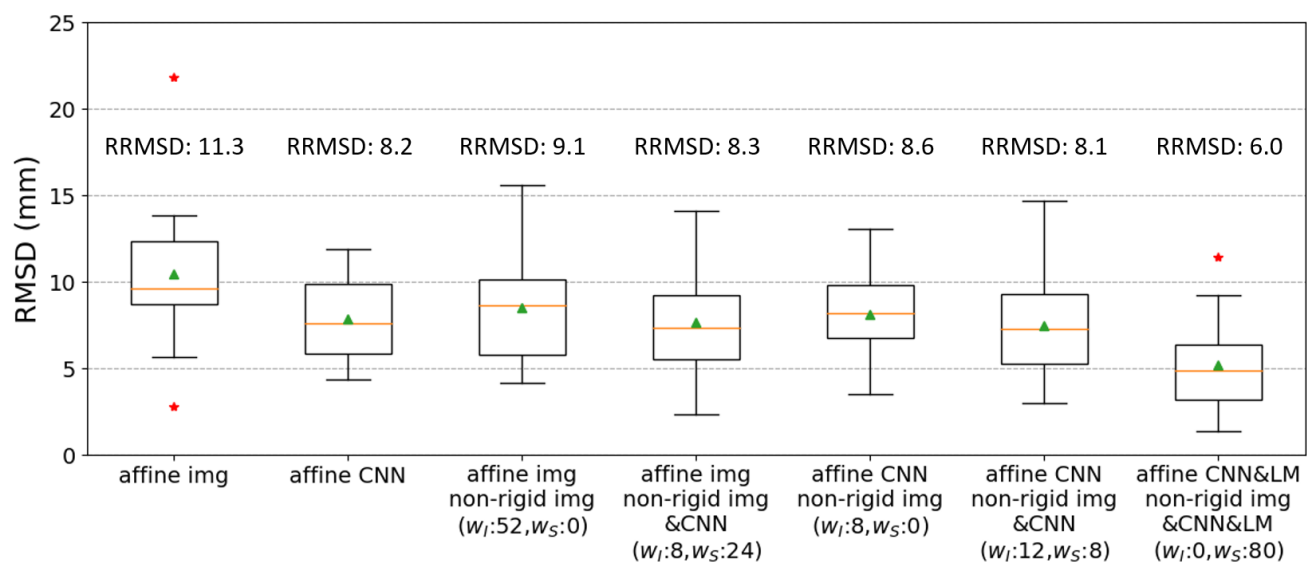 25
20
15
10
5
0
RMSD (mm)
RRMSD: 11.3
RRMSD: 8.2
RRMSD: 9.1
RRMSD: 8.3
RRMSD: 8.6
RRMSD: 8.1
RRMSD: 6.0
affine img
affine CNN
affine img
non-rigid img
(w_I:52,w_S:0)
affine img
non-rigid img
&CNN
(w_I:8,w_S:24)
affine CNN
non-rigid img
(w_I:8,w_S:0)
affine CNN
non-rigid img
&CNN
(w_I:12,w_S:8)
affine CNN&LM
non-rigid img
&CNN&LM
(w_I:0,w_S:80)